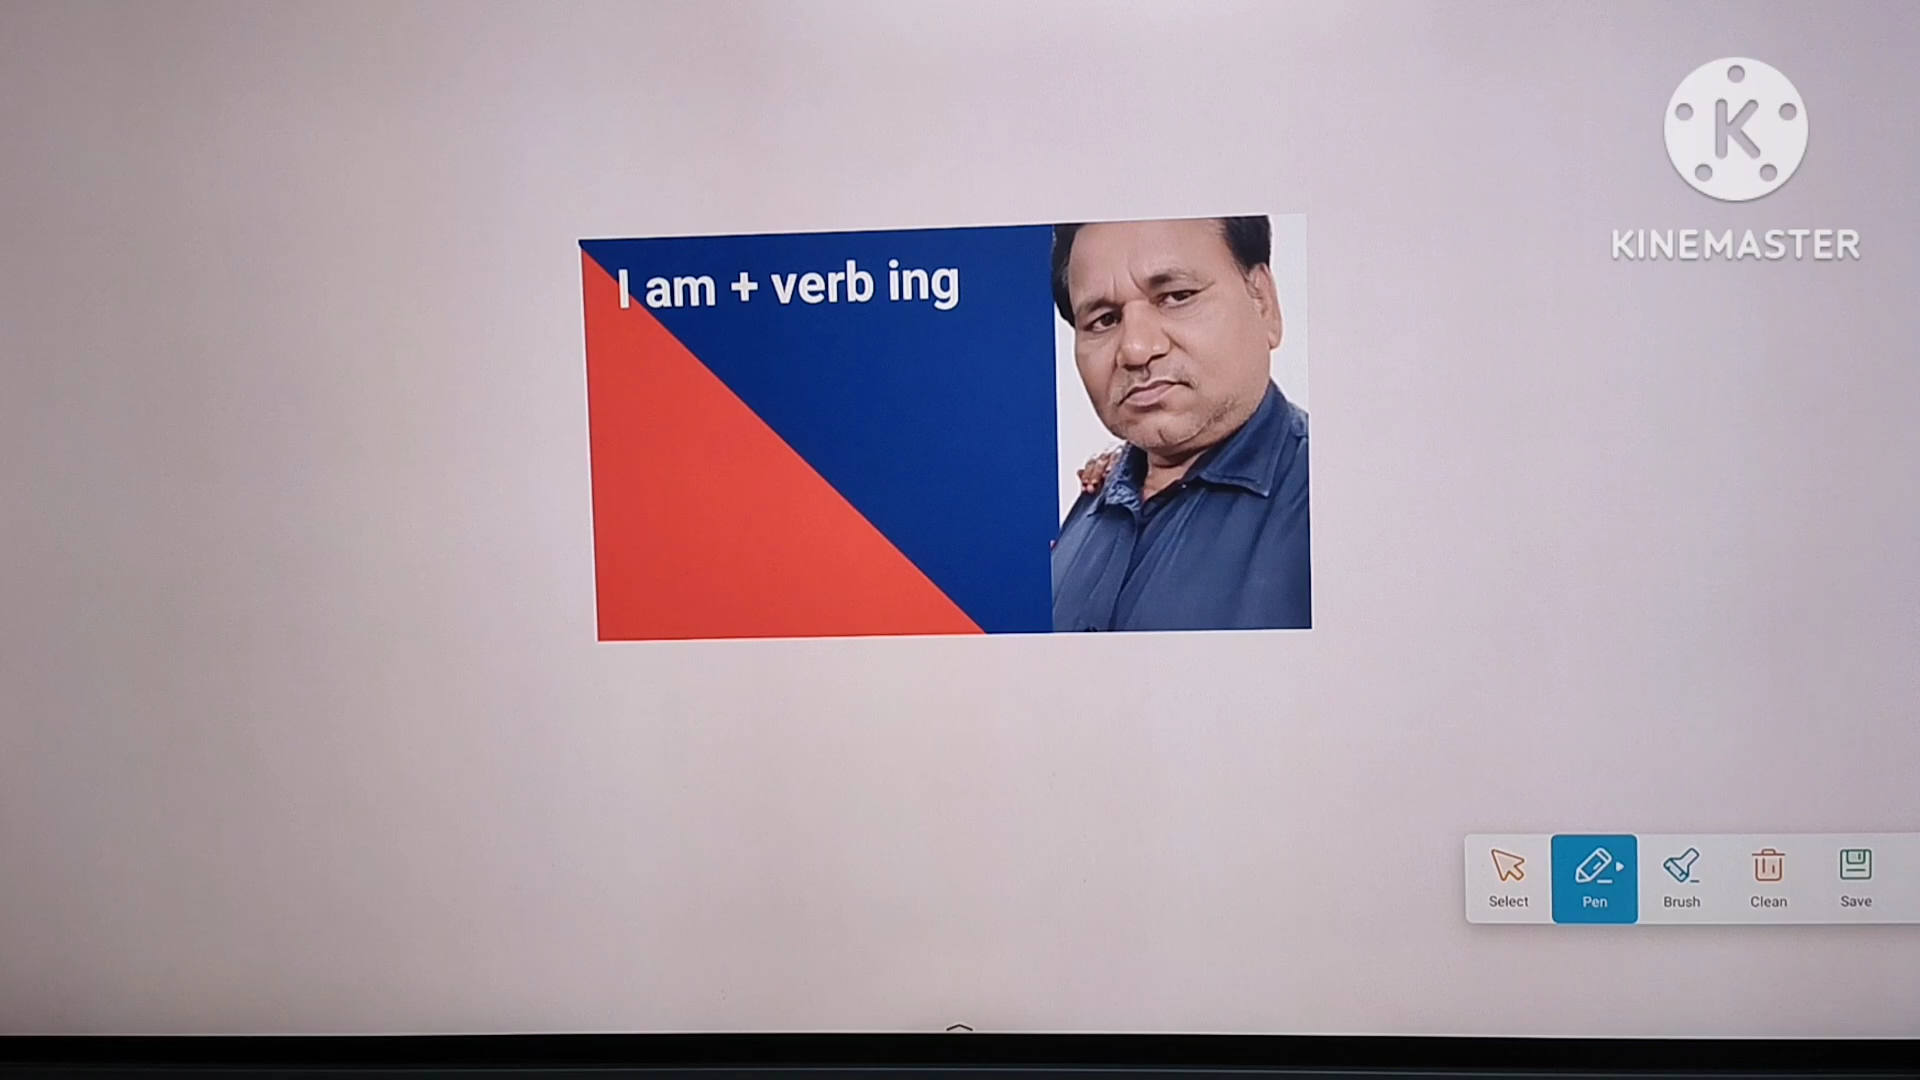 K
KINEMASTER
I am + verb ing
Select
Pen
Brush
Clean
Save